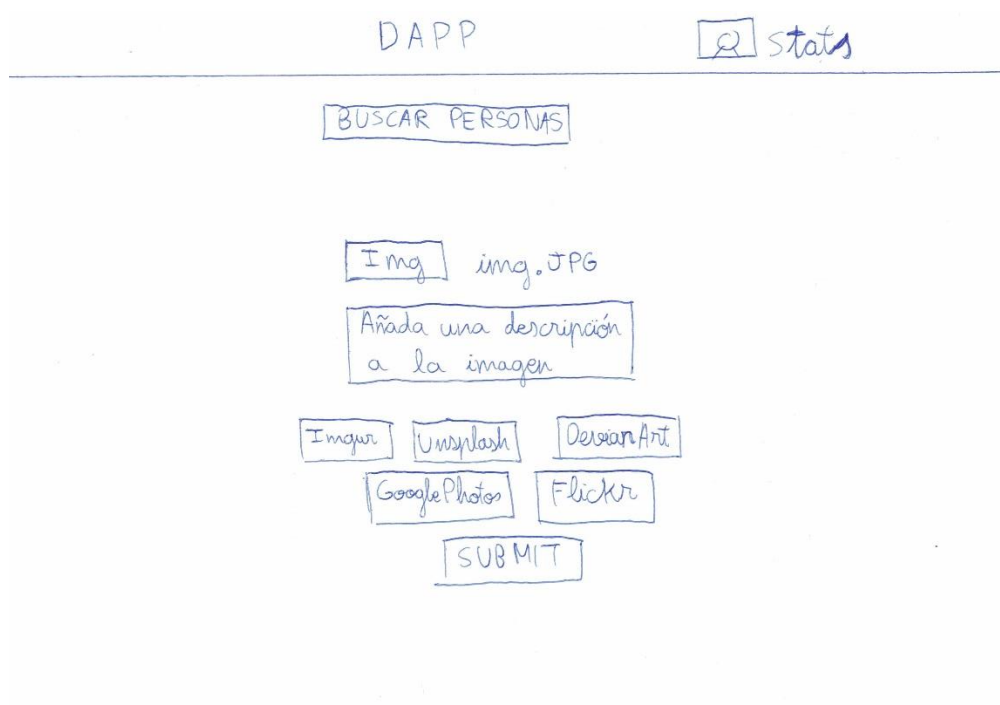 DAPP Stats
BUSCAR PERSONAS
Img img.JPG
Añada una descripción
a la imagen
Imgur Unsplash DevianArt
GooglePhotos Flickr
SUBMIT